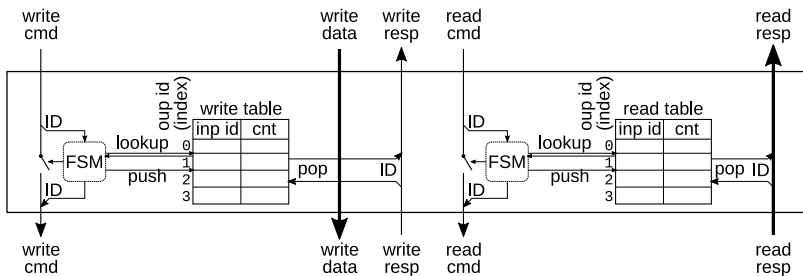 write
cmd
write
data
write
resp
read
cmd
read
resp
ID
FSM
ID
lookup
push
oup id
(index)
write table
inp id
cnt
0
1
2
3
pop
ID
ID
FSM
ID
lookup
push
oup id
(index)
read table
inp id
cnt
0
1
2
3
pop
ID
write
cmd
write
data
write
resp
read
cmd
read
resp